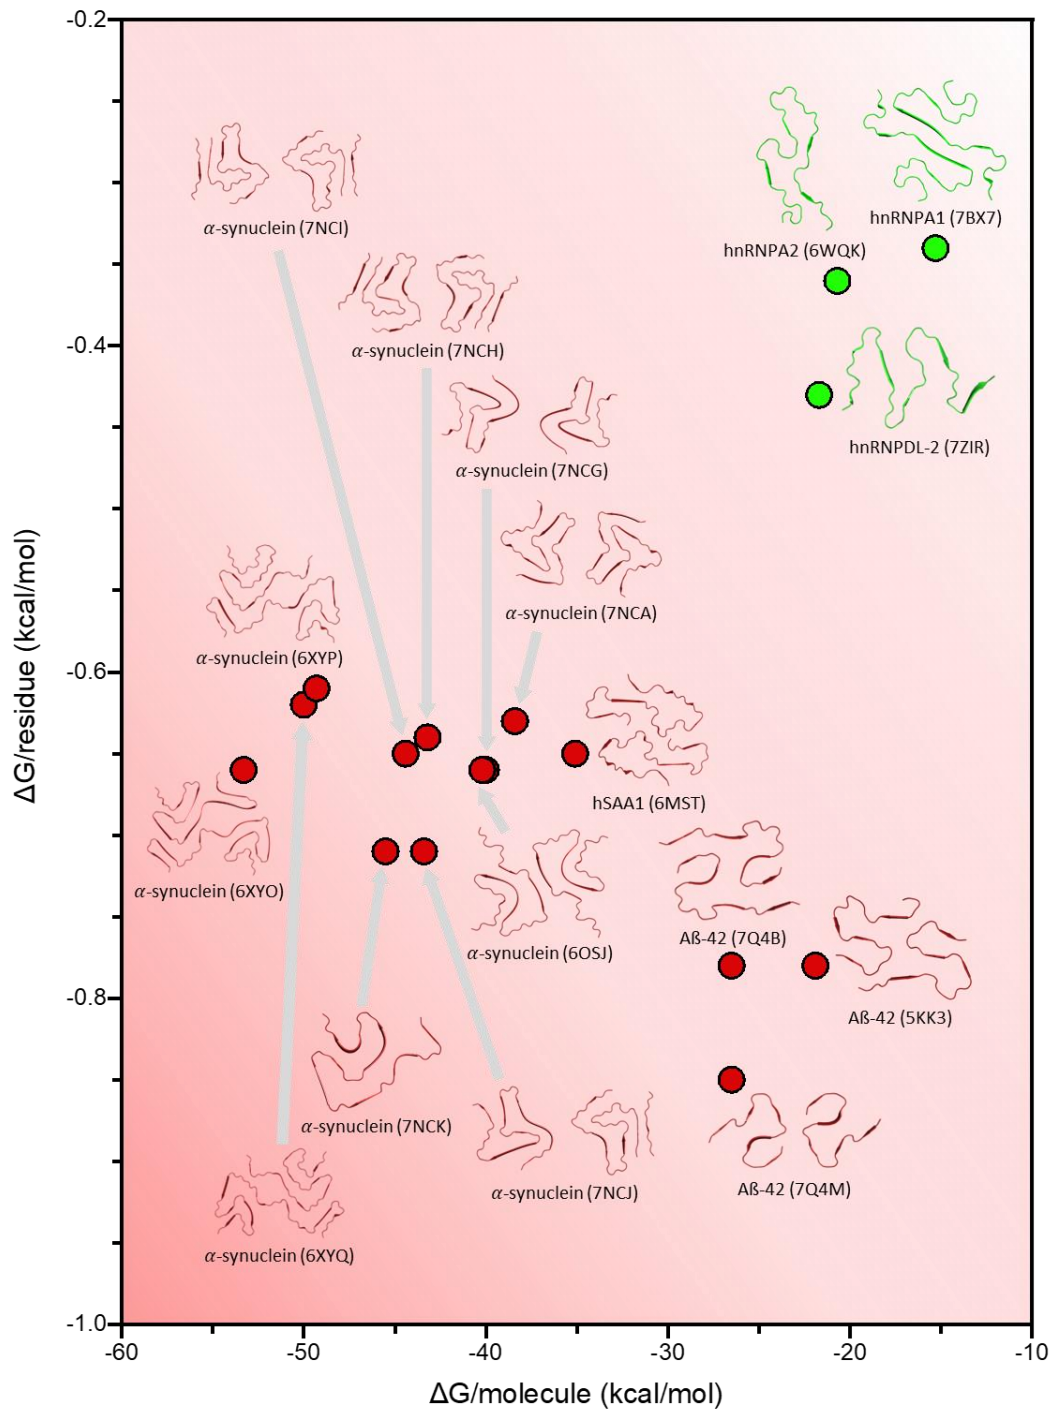 -0.2
-0.4
-0.6
-0.8
-1.0
ΔG/residue (kcal/mol)
hnRNPA1 (7BX7)
α-synuclein (7NCI)
hnRNPA2 (6WQK)
α-synuclein (7NCH)
hnRNPDL-2 (7ZIR)
α-synuclein (7NCG)
α-synuclein (7NCA)
α-synuclein (6XYP)
hSAA1 (6MST)
α-synuclein (6XYO)
Aß-42 (7Q4B)
α-synuclein (6OSJ)
Aß-42 (5KK3)
α-synuclein (7NCK)
Aß-42 (7Q4M)
α-synuclein (7NCJ)
α-synuclein (6XYQ)
-60
-50
-40
-30
-20
-10
ΔG/molecule (kcal/mol)